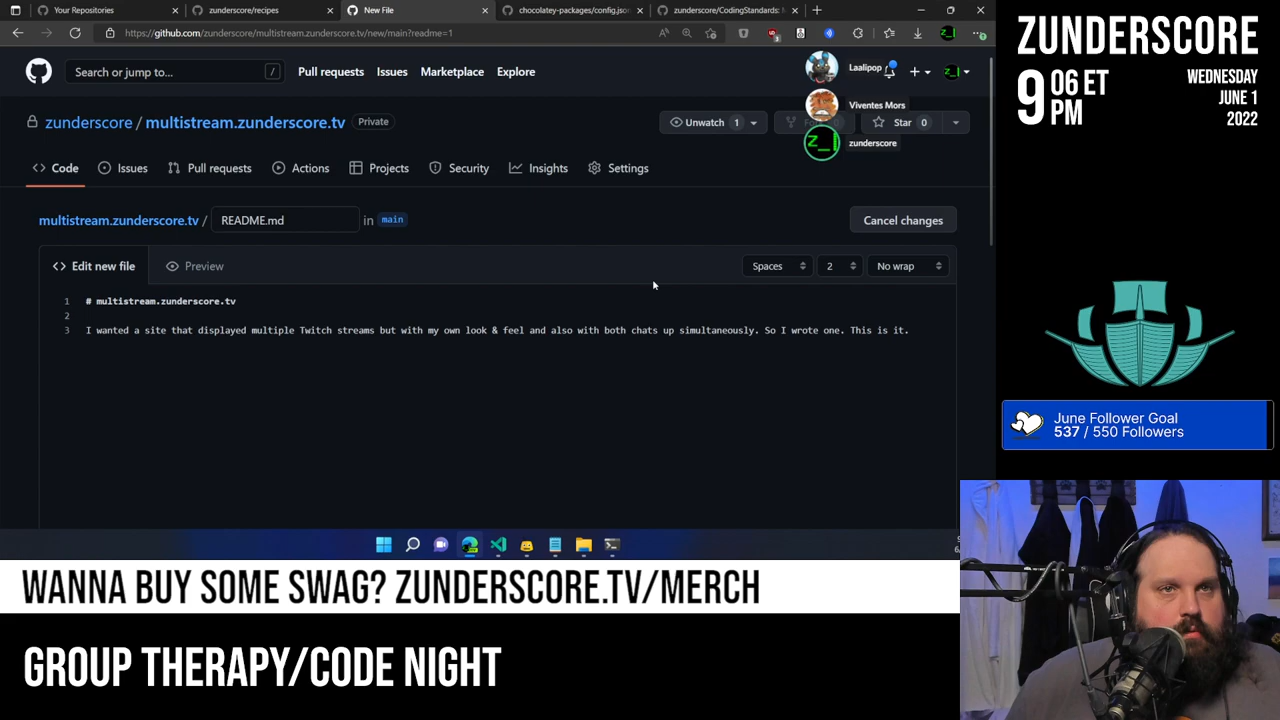 Your Repositories
zunderscore/recipes
New File
chocolatey-packages/config.json
zunderscore/CodingStandards:
https://github.com/zunderscore/multistream.zunderscore.tv/new/main?readme=1
Search or jump to...
/
Pull requests
Issues
Marketplace
Explore
Laalipop
Viventes Mors
zunderscore
zunderscore / multistream.zunderscore.tv
Private
Unwatch 1
Star 0
Code
Issues
Pull requests
Actions
Projects
Security
Insights
Settings
multistream.zunderscore.tv / README.md in main
Cancel changes
Edit new file
Preview
Spaces
2
No wrap
1 # multistream.zunderscore.tv
2
3 I wanted a site that displayed multiple Twitch streams but with my own look & feel and also with both chats up simultaneously. So I wrote one. This is it.
ZUNDERSCORE
9 06 ET
PM
WEDNESDAY
JUNE 1
2022
June Follower Goal
537 / 550 Followers
WANNA BUY SOME SWAG? ZUNDERSCORE.TV/MERCH
GROUP THERAPY/CODE NIGHT